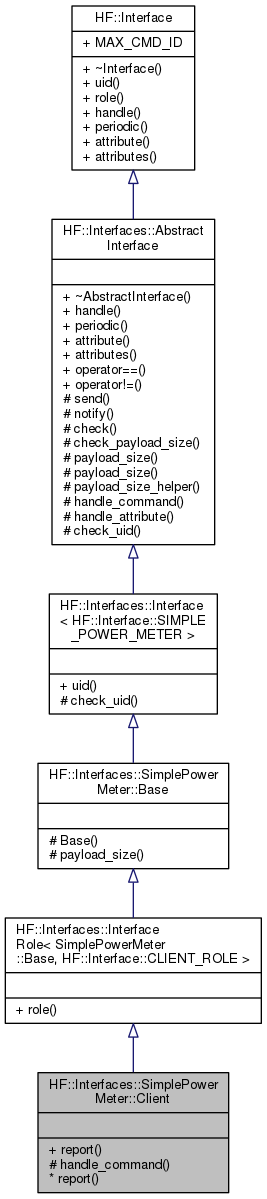 HF::Interface
+ MAX_CMD_ID
+ ~Interface()
+ uid()
+ role()
+ handle()
+ periodic()
+ attribute()
+ attributes()
HF::Interfaces::Abstract
Interface
+ ~AbstractInterface()
+ handle()
+ periodic()
+ attribute()
+ attributes()
+ operator==()
+ operator!=()
# send()
# notify()
# check()
# check_payload_size()
# payload_size()
# payload_size()
# payload_size_helper()
# handle_command()
# handle_attribute()
# check_uid()
HF::Interfaces::Interface
< HF::Interface::SIMPLE
_POWER_METER >
+ uid()
# check_uid()
HF::Interfaces::SimplePower
Meter::Base
# Base()
# payload_size()
HF::Interfaces::Interface
Role< SimplePowerMeter
::Base, HF::Interface::CLIENT_ROLE >
+ role()
HF::Interfaces::SimplePower
Meter::Client
+ report()
# handle_command()
* report()